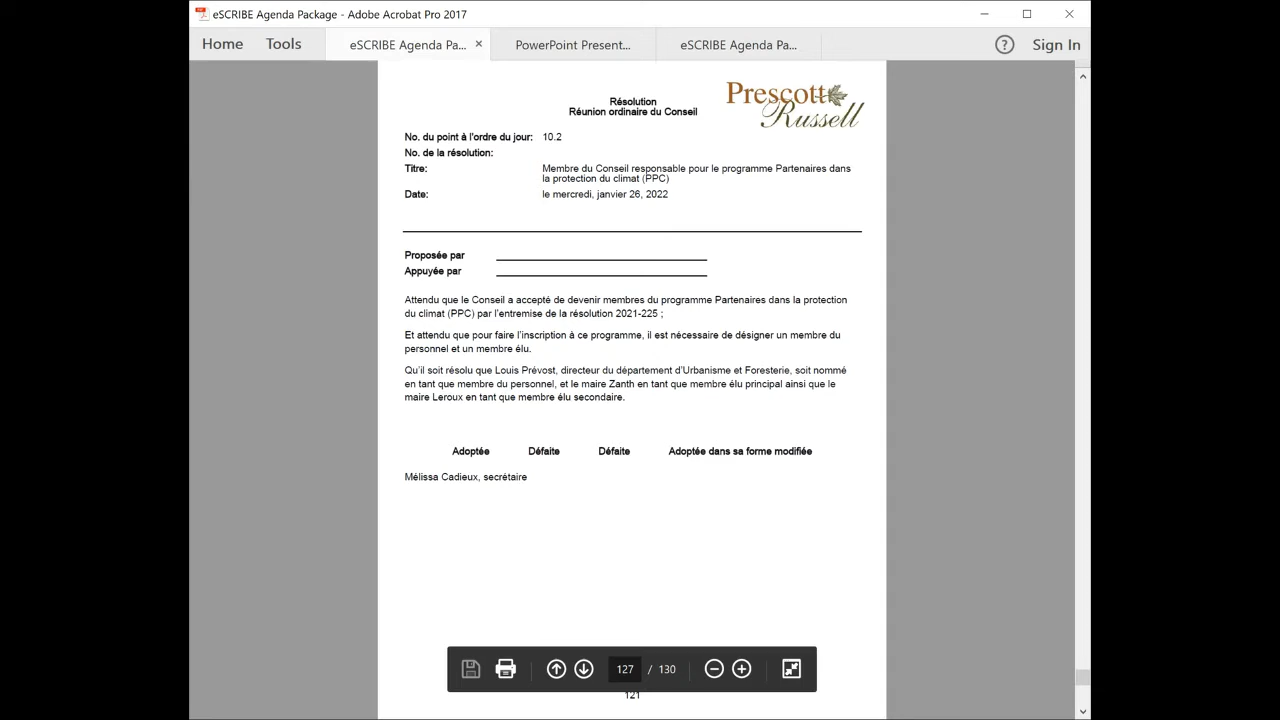 eSCRIBE Agenda Package - Adobe Acrobat Pro 2017
Home Tools eSCRIBE Agenda Pa... × PowerPoint Present... eSCRIBE Agenda Pa... ? Sign In
Prescott
Russell
Résolution
Réunion ordinaire du Conseil
No. du point à l'ordre du jour: 10.2
No. de la résolution:
Titre: Membre du Conseil responsable pour le programme Partenaires dans
la protection du climat (PPC)
Date: le mercredi, janvier 26, 2022
Proposée par
Appuyée par
Attendu que le Conseil a accepté de devenir membres du programme Partenaires dans la protection
du climat (PPC) par l'entremise de la résolution 2021-225 ;
Et attendu que pour faire l'inscription à ce programme, il est nécessaire de désigner un membre du
personnel et un membre élu.
Qu'il soit résolu que Louis Prévost, directeur du département d'Urbanisme et Foresterie, soit nommé
en tant que membre du personnel, et le maire Zanth en tant que membre élu principal ainsi que le
maire Leroux en tant que membre élu secondaire.
Adoptée Défaite Défaite Adoptée dans sa forme modifiée
Mélissa Cadieux, secrétaire
127 / 130
121